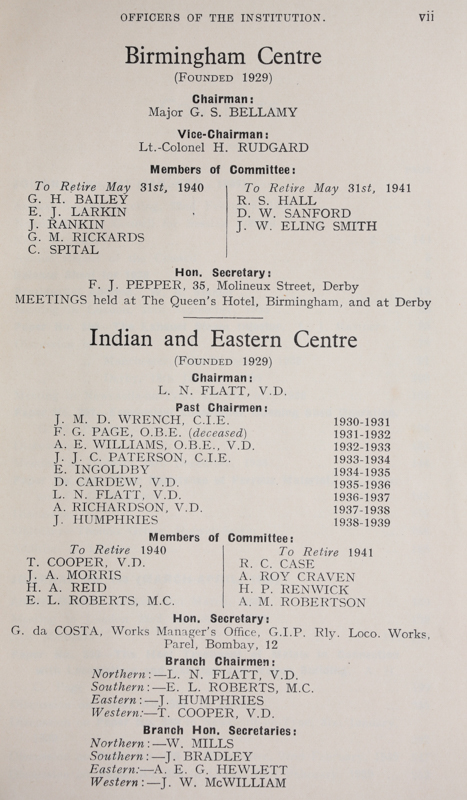 OFFICERS OF THE INSTITUTION. vii
Birmingham Centre
(FOUNDED 1929)
Chairman:
Major G. S. BELLAMY
Vice-Chairman:
Lt.-Colonel H. RUDGARD
Members of Committee:
To Retire May 31st, 1940
G. H. BAILEY
E. J. LARKIN
J. RANKIN
G. M. RICKARDS
C. SPITAL
To Retire May 31st, 1941
R. S. HALL
D. W. SANFORD
J. W. ELING SMITH
Hon. Secretary:
F. J. PEPPER, 35, Molineux Street, Derby
MEETINGS held at The Queen's Hotel, Birmingham, and at Derby
Indian and Eastern Centre
(FOUNDED 1929)
Chairman:
L. N. FLATT, V.D.
Past Chairmen:
J. M. D. WRENCH, C.I.E. 1930-1931
F. G. PAGE, O.B.E. (deceased) 1931-1932
A. E. WILLIAMS, O.B.E., V.D. 1932-1933
J. J. C. PATERSON, C.I.E. 1933-1934
E. INGOLDBY 1934-1935
D. CARDEW, V.D. 1935-1936
L. N. FLATT, V.D. 1936-1937
A. RICHARDSON, V.D. 1937-1938
J. HUMPHRIES 1938-1939
Members of Committee:
To Retire 1940
T. COOPER, V.D.
J. A. MORRIS
H. A. REID
E. L. ROBERTS, M.C.
To Retire 1941
R. C. CASE
A. ROY CRAVEN
H. P. RENWICK
A. M. ROBERTSON
Hon. Secretary:
G. da COSTA, Works Manager's Office, G.I.P. Rly. Loco. Works,
Parel, Bombay, 12
Branch Chairmen:
Northern:—L. N. FLATT, V.D.
Southern:—E. L. ROBERTS, M.C.
Eastern:—J. HUMPHRIES
Western:—T. COOPER, V.D.
Branch Hon. Secretaries:
Northern:—W. MILLS
Southern:—J. BRADLEY
Eastern:—A. E. G. HEWLETT
Western:—J. W. McWILLIAM